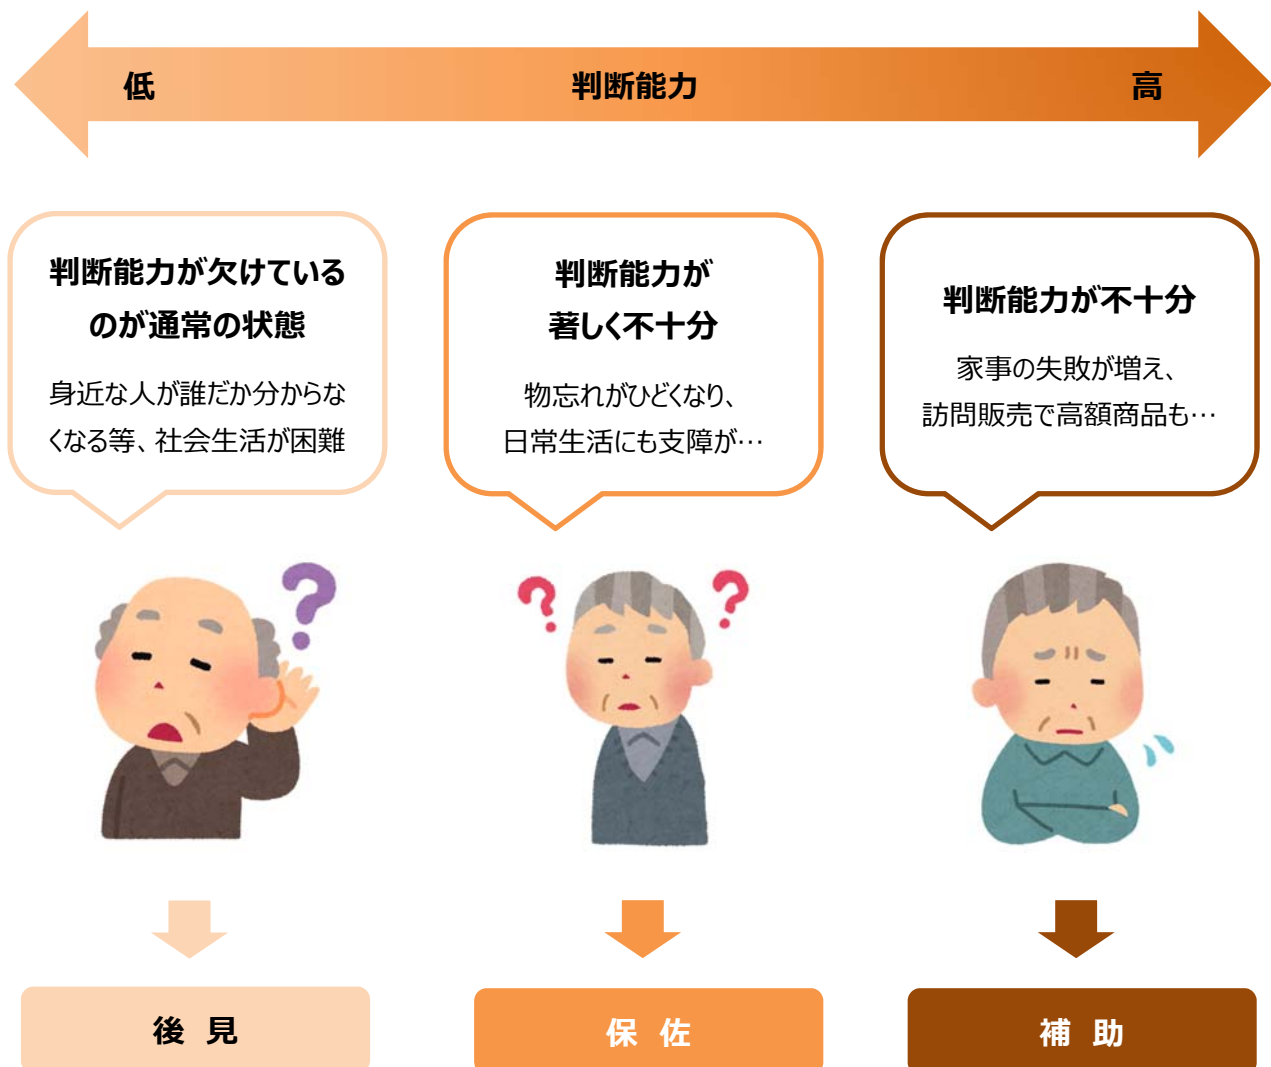 低 判断能力 高
判断能力が欠けている
のが通常の状態
身近な人が誰だか分からな
くなる等、社会生活が困難
判断能力が
著しく不十分
物忘れがひどくなり、
日常生活にも支障が…
判断能力が不十分
家事の失敗が増え、
訪問販売で高額商品も…
? ? ?
後 見
保 佐
補 助